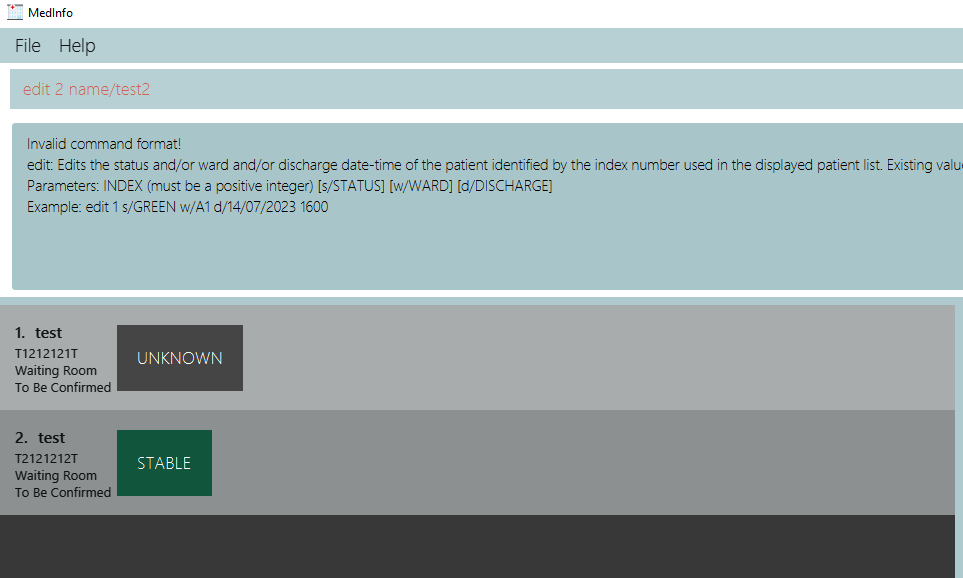 MedInfo
File Help
edit 2 name/test2
Invalid command format!
edit: Edits the status and/or ward and/or discharge date-time of the patient identified by the index number used in the displayed patient list. Existing valu
Parameters: INDEX (must be a positive integer) [s/STATUS] [w/WARD] [d/DISCHARGE]
Example: edit 1 s/GREEN w/A1 d/14/07/2023 1600
1. test
T1212121T
Waiting Room
To Be Confirmed
UNKNOWN
2. test
T2121212T
Waiting Room
To Be Confirmed
STABLE